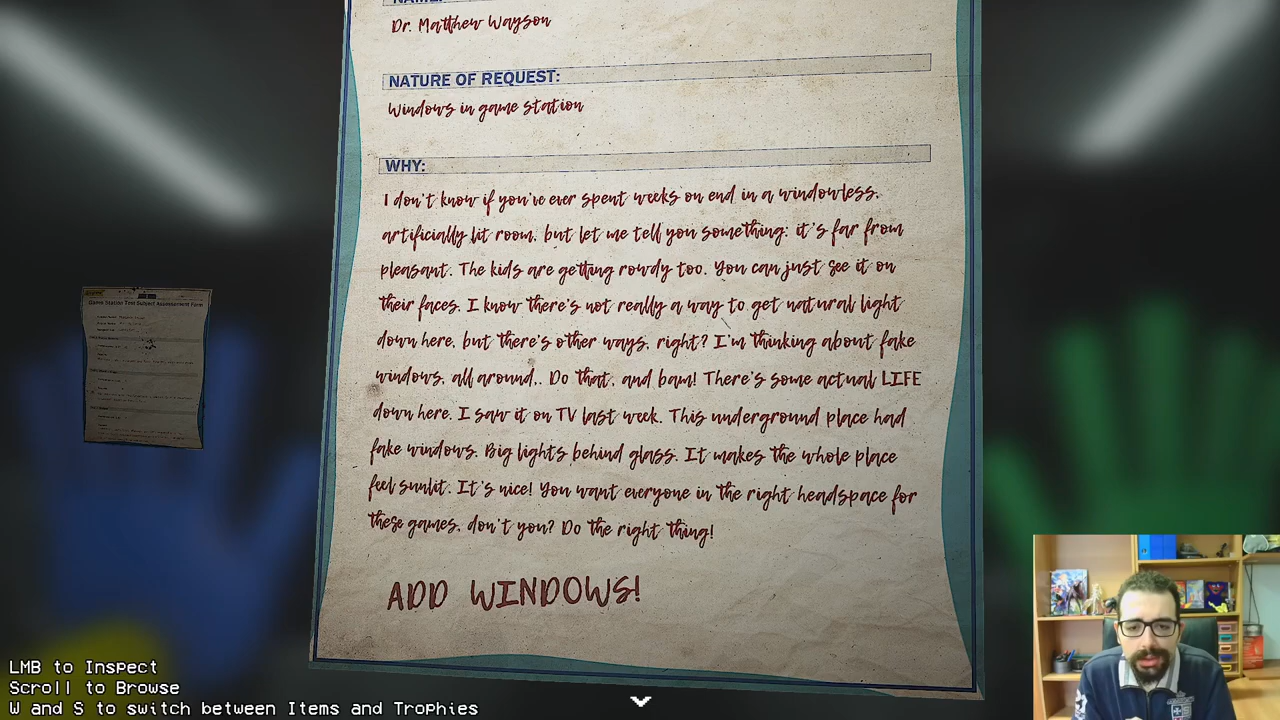 NAME:
Dr. Matthew Wayson
NATURE OF REQUEST:
Windows in game station
WHY:
I don't know if you've ever spent weeks on end in a windowless,
artificially lit room, but let me tell you something: it's far from
pleasant. The kids are getting rowdy too. You can just see it on
their faces. I know there's not really a way to get natural light
down here, but there's other ways, right? I'm thinking about fake
windows, all around.. Do that, and bam! There's some actual LIFE
down here. I saw it on TV last week. This underground place had
fake windows. Big lights behind glass. It makes the whole place
feel sunlit. It's nice! You want everyone in the right headspace for
these games, don't you? Do the right thing!
ADD WINDOWS!
Game Station Test Subject Assessment Form
LMB to Inspect
Scroll to Browse
W and S to switch between Items and Trophies